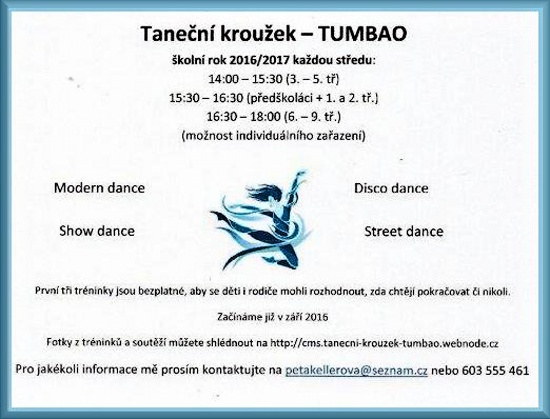 Taneční kroužek – TUMBAO
školní rok 2016/2017 každou středu:
14:00 – 15:30 (3. – 5. tř)
15:30 – 16:30 (předškoláci + 1. a 2. tř.)
16:30 – 18:00 (6. – 9. tř.)
(možnost individuálního zařazení)
Modern dance Disco dance
Show dance Street dance
První tři tréninky jsou bezplatné, aby se děti i rodiče mohli rozhodnout, zda chtějí pokračovat či nikoli.
Začínáme již v září 2016
Fotky z tréninků a soutěží můžete shlédnout na http://cms.tanecni-krouzek-tumbao.webnode.cz
Pro jakékoli informace mě prosím kontaktujte na petakellerova@seznam.cz nebo 603 555 461